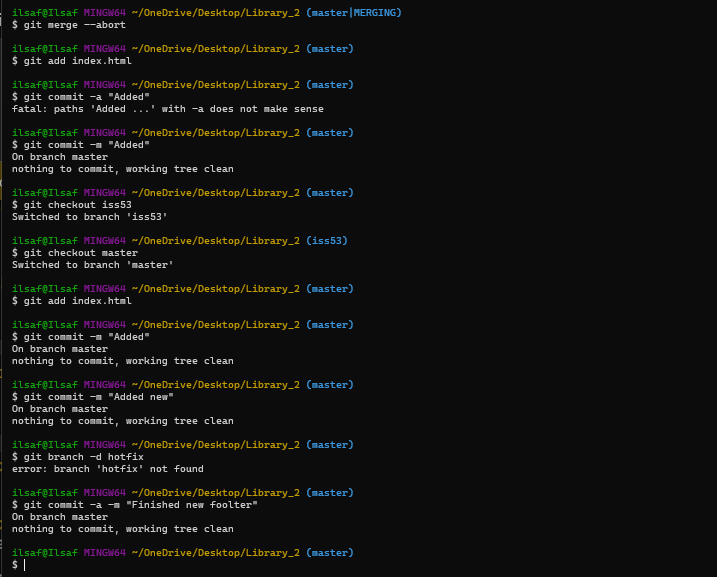 ilsaf@Ilsaf MINGW64 ~/OneDrive/Desktop/Library_2 (master|MERGING)
$ git merge --abort
ilsaf@Ilsaf MINGW64 ~/OneDrive/Desktop/Library_2 (master)
$ git add index.html
ilsaf@Ilsaf MINGW64 ~/OneDrive/Desktop/Library_2 (master)
$ git commit -a "Added"
fatal: paths 'Added ...' with -a does not make sense
ilsaf@Ilsaf MINGW64 ~/OneDrive/Desktop/Library_2 (master)
$ git commit -m "Added"
On branch master
nothing to commit, working tree clean
ilsaf@Ilsaf MINGW64 ~/OneDrive/Desktop/Library_2 (master)
$ git checkout iss53
Switched to branch 'iss53'
ilsaf@Ilsaf MINGW64 ~/OneDrive/Desktop/Library_2 (iss53)
$ git checkout master
Switched to branch 'master'
ilsaf@Ilsaf MINGW64 ~/OneDrive/Desktop/Library_2 (master)
$ git add index.html
ilsaf@Ilsaf MINGW64 ~/OneDrive/Desktop/Library_2 (master)
$ git commit -m "Added"
On branch master
nothing to commit, working tree clean
ilsaf@Ilsaf MINGW64 ~/OneDrive/Desktop/Library_2 (master)
$ git commit -m "Added new"
On branch master
nothing to commit, working tree clean
ilsaf@Ilsaf MINGW64 ~/OneDrive/Desktop/Library_2 (master)
$ git branch -d hotfix
error: branch 'hotfix' not found
ilsaf@Ilsaf MINGW64 ~/OneDrive/Desktop/Library_2 (master)
$ git commit -a -m "Finished new foolter"
On branch master
nothing to commit, working tree clean
ilsaf@Ilsaf MINGW64 ~/OneDrive/Desktop/Library_2 (master)
$